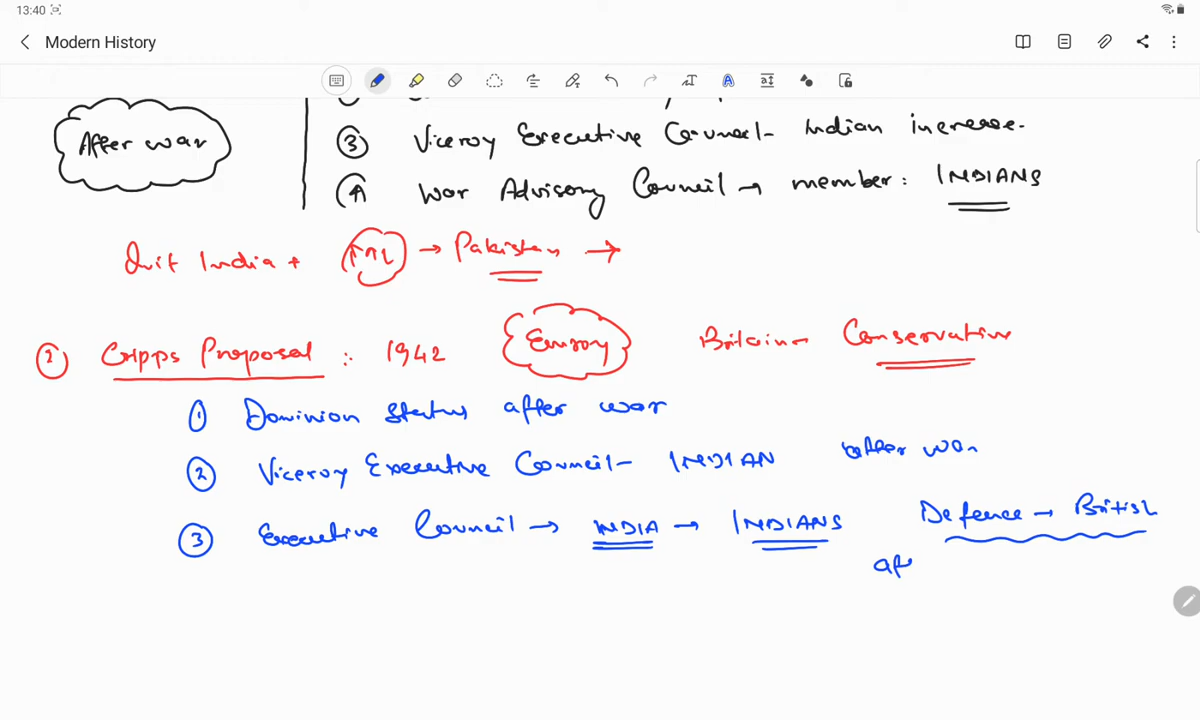 13:40
Modern History
After war
③ Viceroy Executive Council- Indian increase.
④ War Advisory Council → member: INDIANS
Quit India + ML → Pakistan →
② Cripps Proposal : 1942
Britain- Conservative
① Dominion Status after war
② Viceroy Executive Council- INDIAN after war
③ Executive Council → INDIA → INDIANS Defence → British
af